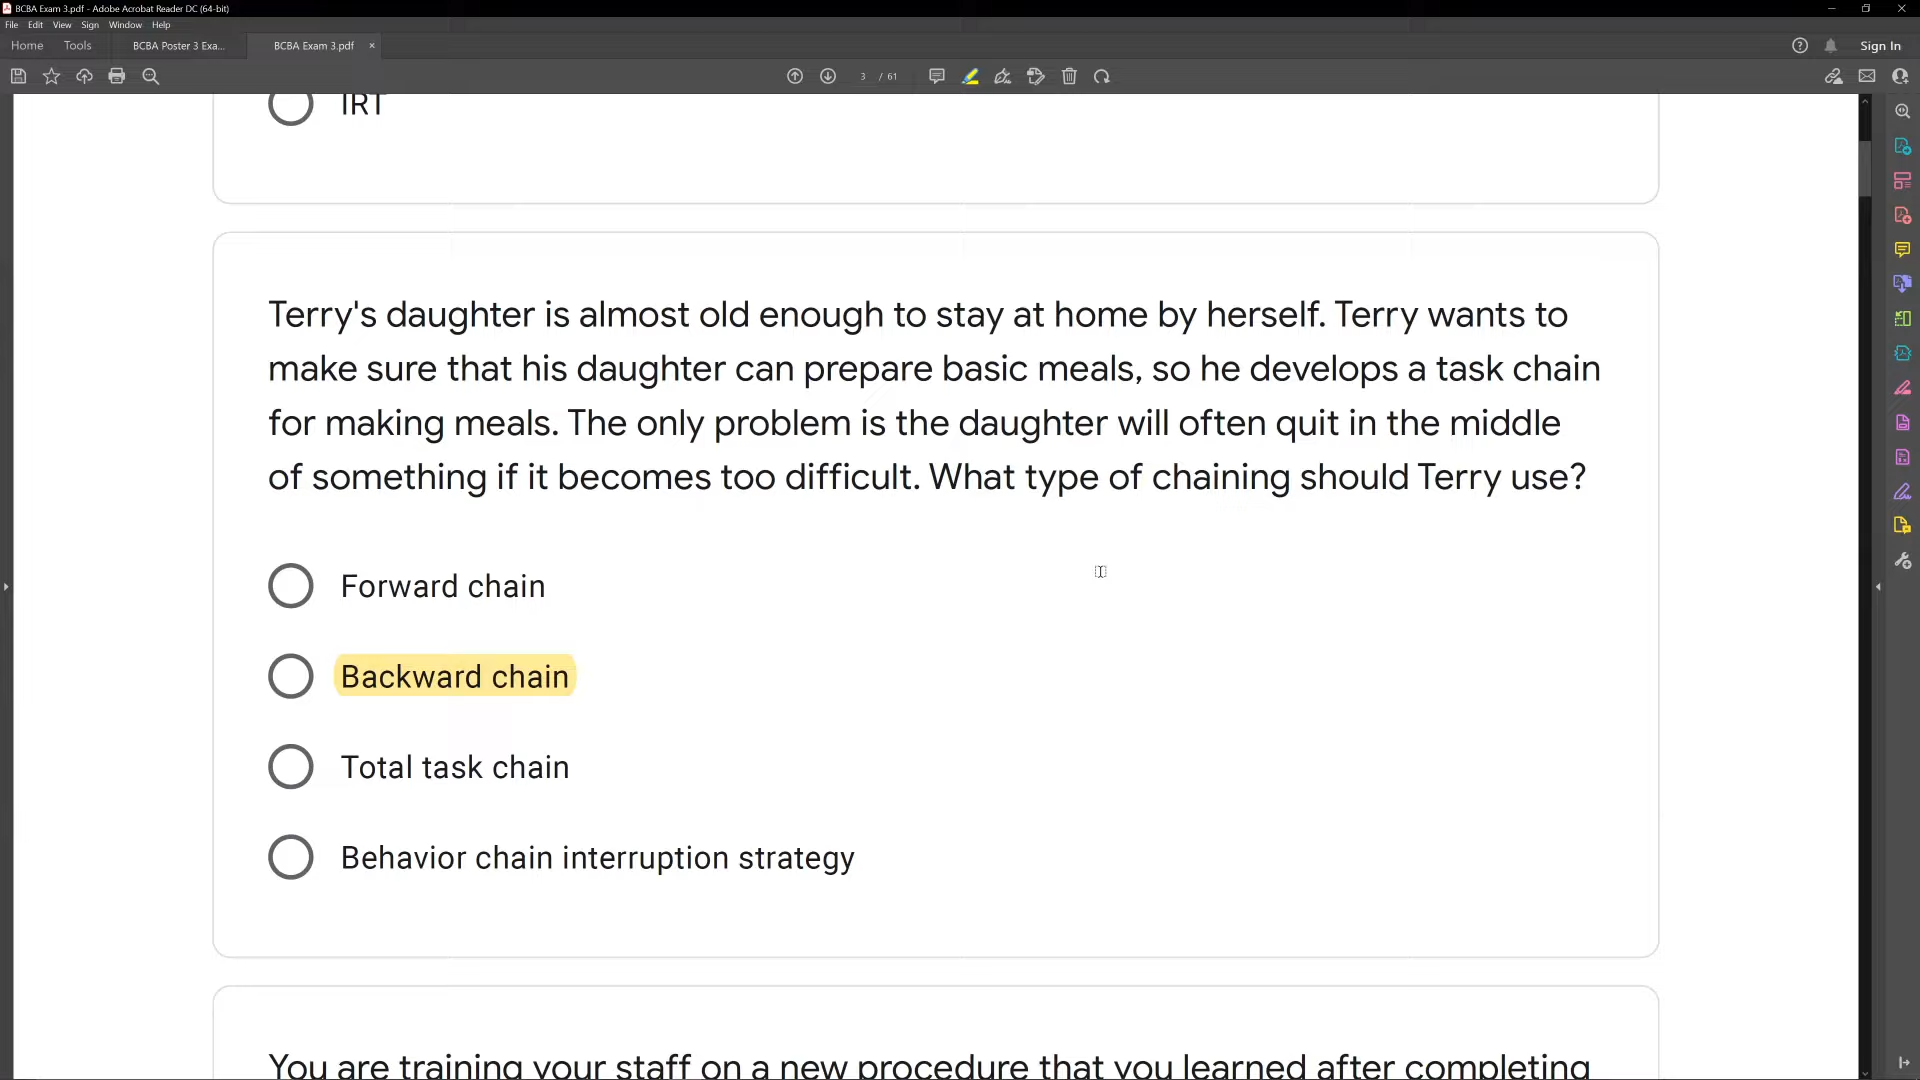 BCBA Exam 3.pdf - Adobe Acrobat Reader DC (64-bit)
File Edit View Sign Window Help
Home Tools BCBA Poster 3 Exa... BCBA Exam 3.pdf × Sign In
3 / 61
IRT
Terry's daughter is almost old enough to stay at home by herself. Terry wants to
make sure that his daughter can prepare basic meals, so he develops a task chain
for making meals. The only problem is the daughter will often quit in the middle
of something if it becomes too difficult. What type of chaining should Terry use?
Forward chain
Backward chain
Total task chain
Behavior chain interruption strategy
You are training your staff on a new procedure that you learned after completing